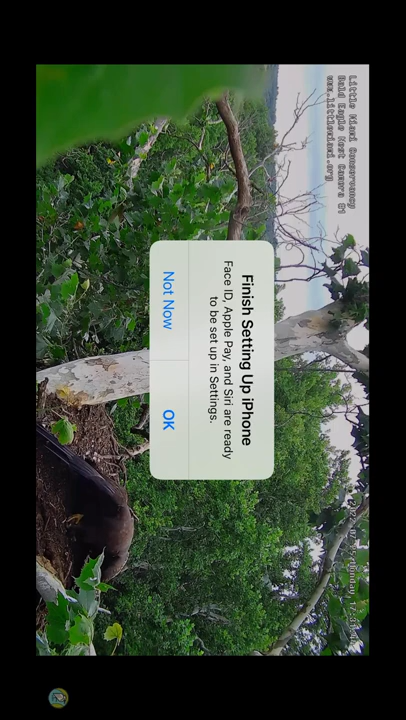 Little Miami Conservancy
Bald Eagle Nest Camera #1
www.littlemiami.org
Finish Setting Up iPhone
Face ID, Apple Pay, and Siri are ready
to be set up in Settings.
Not Now
OK